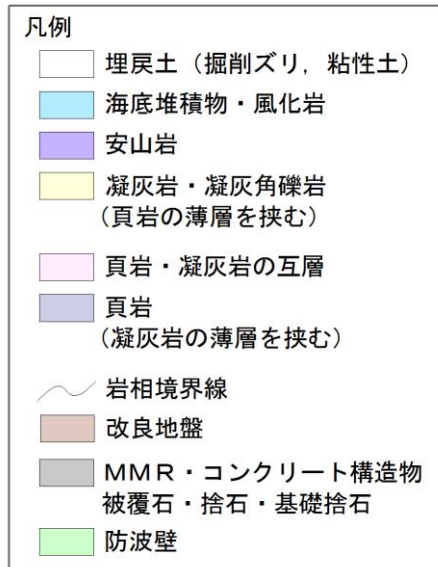 凡例
埋戻土（掘削ズリ，粘性土）
海底堆積物・風化岩
安山岩
凝灰岩・凝灰角礫岩
(頁岩の薄層を挟む)
頁岩・凝灰岩の互層
頁岩
(凝灰岩の薄層を挟む)
岩相境界線
改良地盤
ＭＭＲ・コンクリート構造物
被覆石・捨石・基礎捨石
防波壁